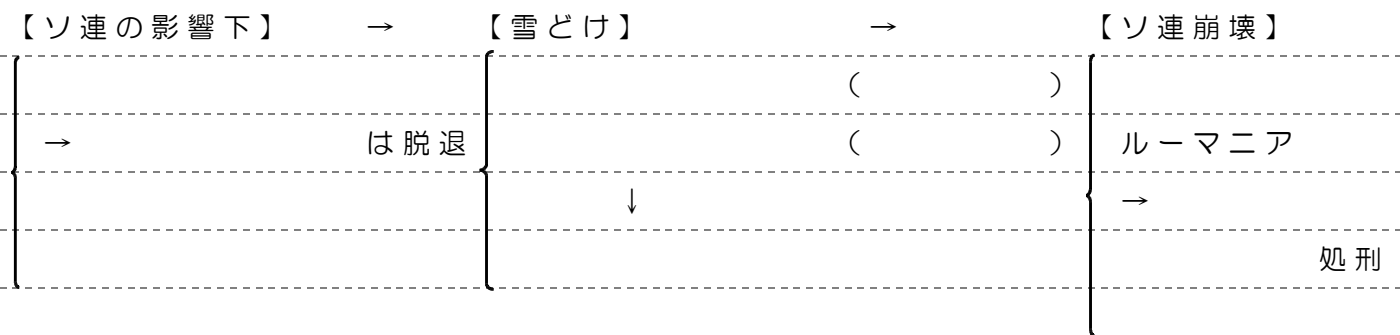 【ソ連の影響下】 → 【雪どけ】 → 【ソ連崩壊】
( )
→ は脱退 ( ) ルーマニア
↓ →
処刑